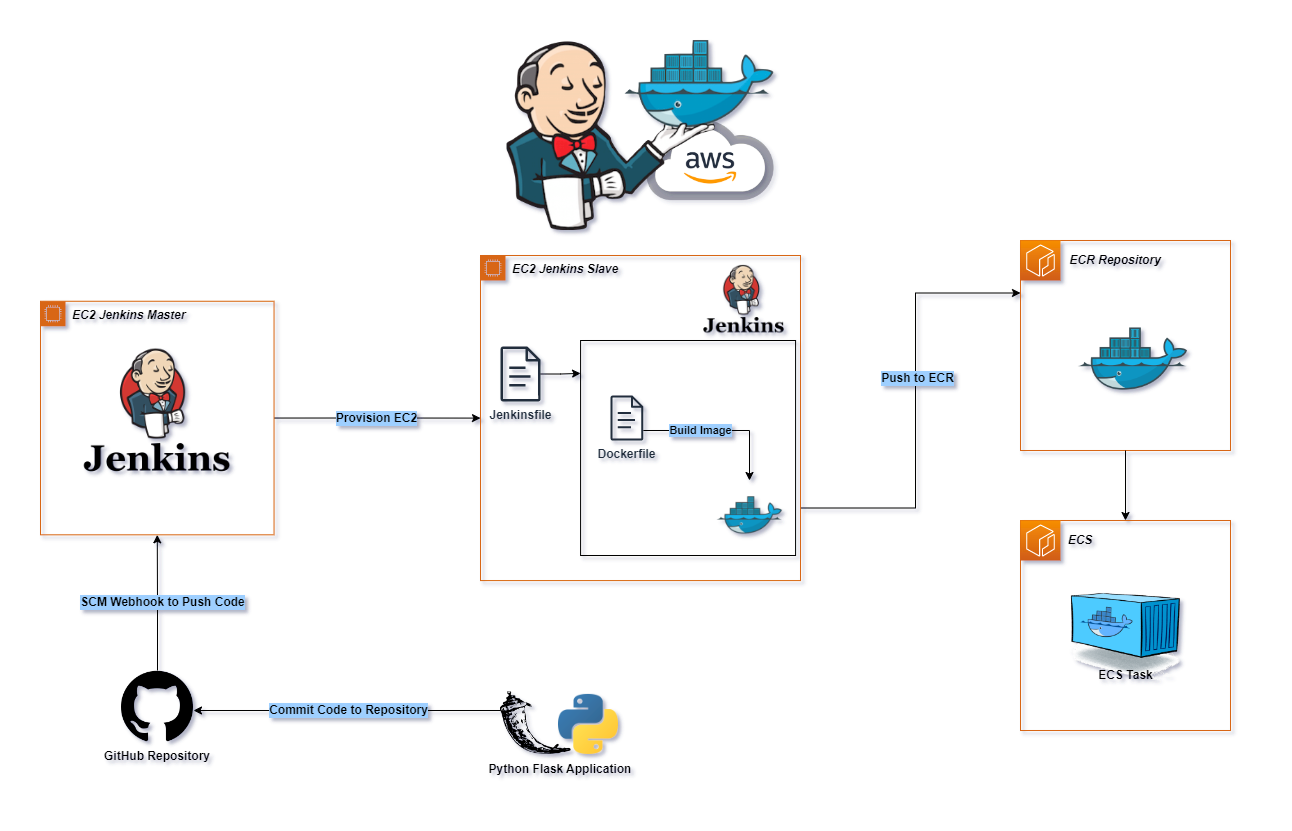 aws
EC2 Jenkins Master
Jenkins
Provision EC2
EC2 Jenkins Slave
Jenkins
Jenkinsfile
Dockerfile
Build Image
Push to ECR
ECR Repository
ECS
ECS Task
SCM Webhook to Push Code
GitHub Repository
Commit Code to Repository
Python Flask Application